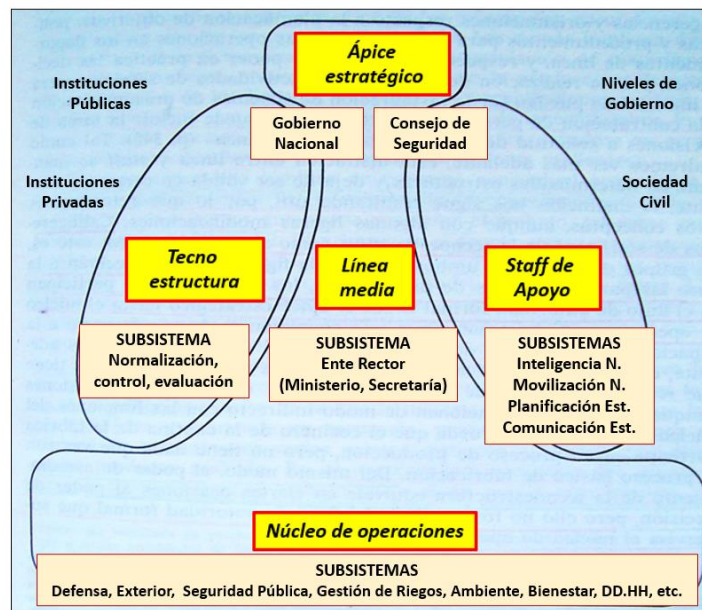 Ápice
estratégico
Instituciones
Públicas
Niveles de
Gobierno
Gobierno
Nacional
Consejo de
Seguridad
Instituciones
Privadas
Sociedad
Civil
Tecno
estructura
Línea
media
Staff de
Apoyo
SUBSISTEMA
Normalización,
control, evaluación
SUBSISTEMA
Ente Rector
(Ministerio, Secretaría)
SUBSISTEMAS
Inteligencia N.
Movilización N.
Planificación Est.
Comunicación Est.
Núcleo de operaciones
SUBSISTEMAS
Defensa, Exterior, Seguridad Pública, Gestión de Riegos, Ambiente, Bienestar, DD.HH, etc.